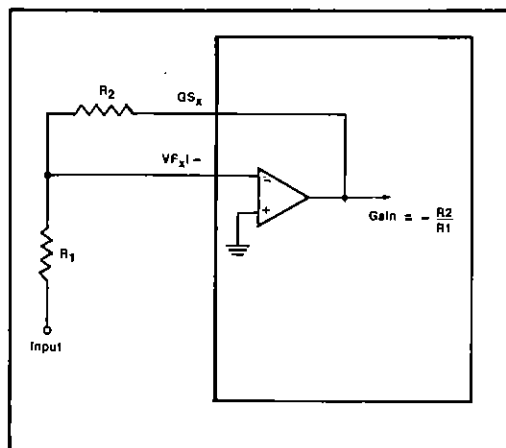 R2
GSx
VFxI –
–
+
Gain = - R2/R1
R1
Input